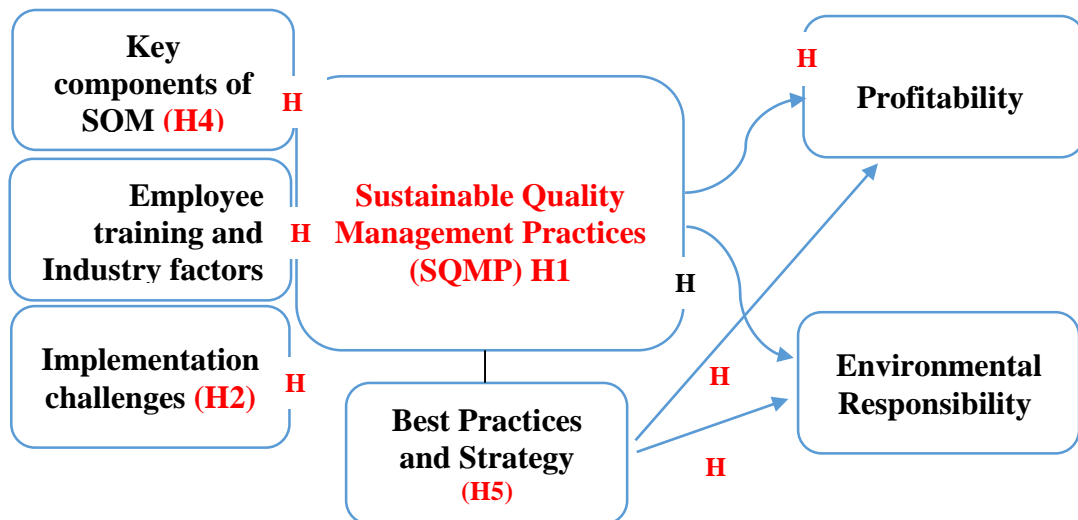 Key
components of
SOM (H4)
H
Employee
training and
Industry factors
H
Implementation
challenges (H2)
H
Sustainable Quality
Management Practices
(SQMP) H1
H
H
Profitability
Best Practices
and Strategy
(H5)
H
H
Environmental
Responsibility